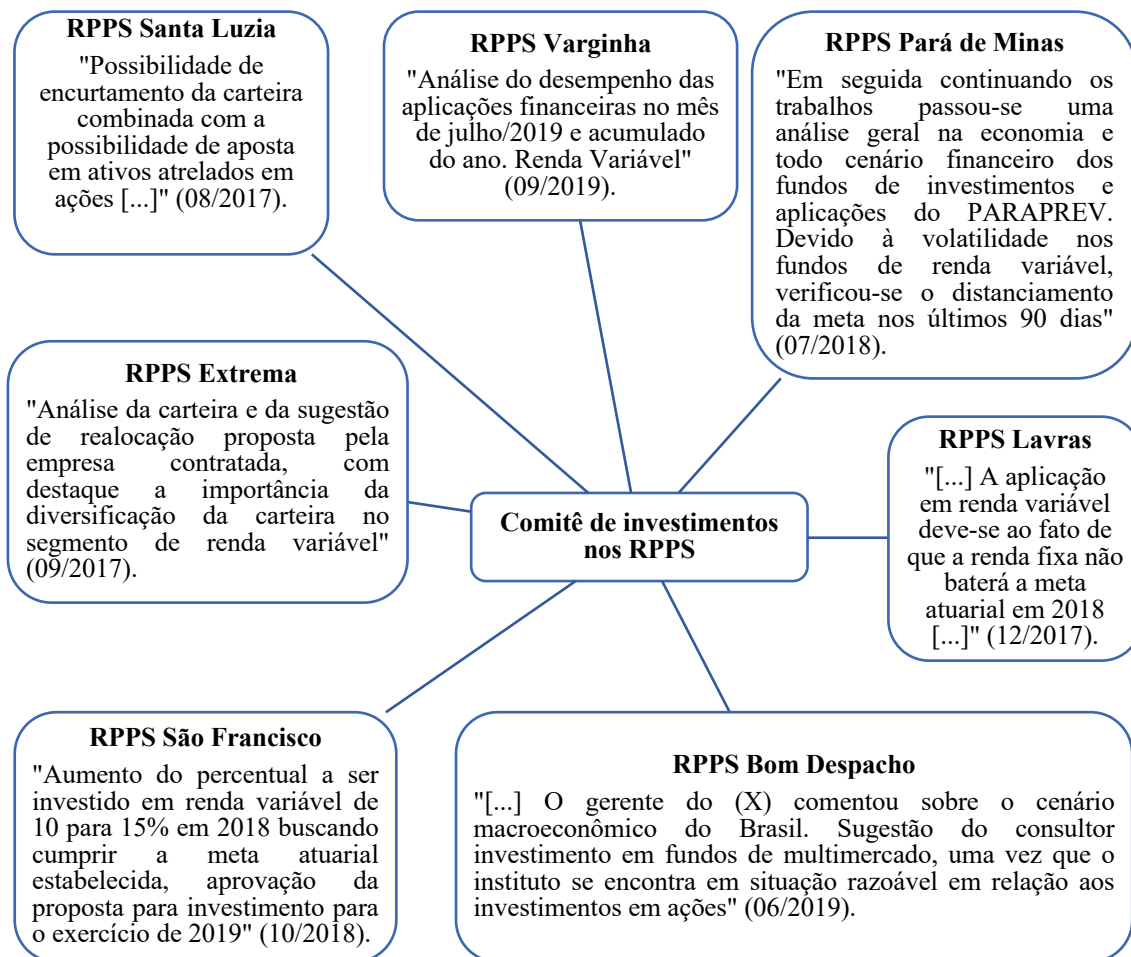 RPPS Santa Luzia
"Possibilidade de
encurtamento da carteira
combinada com a
possibilidade de aposta
em ativos atrelados em
ações [...]" (08/2017).
RPPS Varginha
"Análise do desempenho das
aplicações financeiras no mês
de julho/2019 e acumulado
do ano. Renda Variável"
(09/2019).
RPPS Pará de Minas
"Em seguida continuando os
trabalhos passou-se uma
análise geral na economia e
todo cenário financeiro dos
fundos de investimentos e
aplicações do PARAPREV.
Devido à volatilidade nos
fundos de renda variável,
verificou-se o distanciamento
da meta nos últimos 90 dias"
(07/2018).
RPPS Extrema
"Análise da carteira e da sugestão
de realocação proposta pela
empresa contratada, com
destaque a importância da
diversificação da carteira no
segmento de renda variável"
(09/2017).
Comitê de investimentos
nos RPPS
RPPS Lavras
"[...] A aplicação
em renda variável
deve-se ao fato de
que a renda fixa não
baterá a meta
atuarial em 2018
[...]" (12/2017).
RPPS São Francisco
"Aumento do percentual a ser
investido em renda variável de
10 para 15% em 2018 buscando
cumprir a meta atuarial
estabelecida, aprovação da
proposta para investimento para
o exercício de 2019" (10/2018).
RPPS Bom Despacho
"[...] O gerente do (X) comentou sobre o cenário
macroeconômico do Brasil. Sugestão do consultor
investimento em fundos de multimercado, uma vez que o
instituto se encontra em situação razoável em relação aos
investimentos em ações" (06/2019).